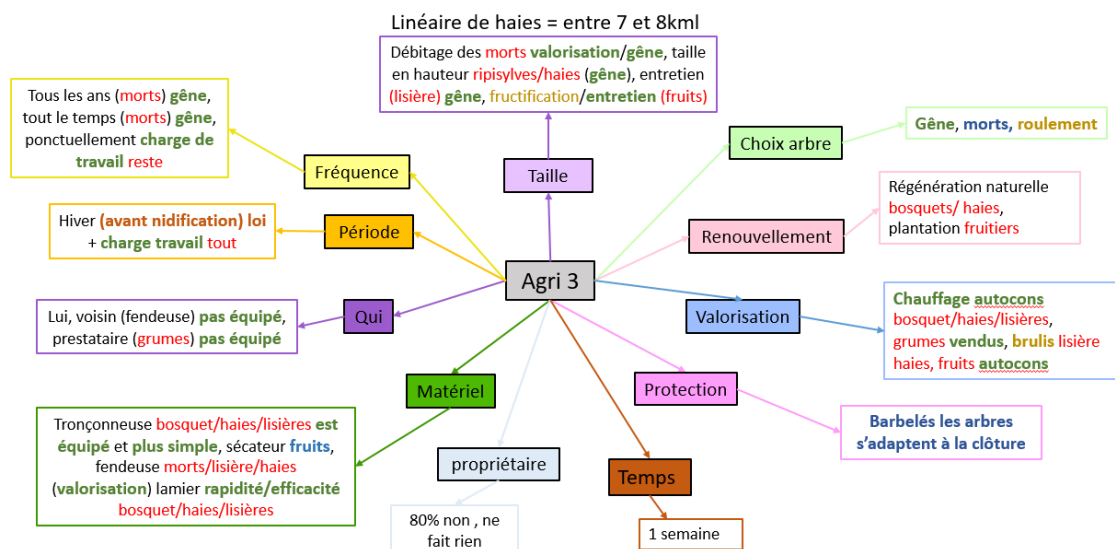 Linéaire de haies = entre 7 et 8kml
Débitage des morts valorisation/gêne, taille
en hauteur ripisylves/haies (gêne), entretien
(lisière) gêne, fructification/entretien (fruits)
Tous les ans (morts) gêne,
tout le temps (morts) gêne,
ponctuellement charge de
travail reste
Fréquence
Taille
Choix arbre
Gêne, morts, roulement
Hiver (avant nidification) loi
+ charge travail tout
Période
Renouvellement
Régénération naturelle
bosquets/ haies,
plantation fruitiers
Agri 3
Lui, voisin (fendeuse) pas équipé,
prestataire (grumes) pas équipé
Qui
Valorisation
Chauffage autocons
bosquet/haies/lisières,
grumes vendus, brulis lisière
haies, fruits autocons
Matériel
Protection
Tronçonneuse bosquet/haies/lisières est
équipé et plus simple, sécateur fruits,
fendeuse morts/lisière/haies
(valorisation) lamier rapidité/efficacité
bosquet/haies/lisières
Barbelés les arbres
s'adaptent à la clôture
propriétaire
Temps
80% non , ne
fait rien
1 semaine